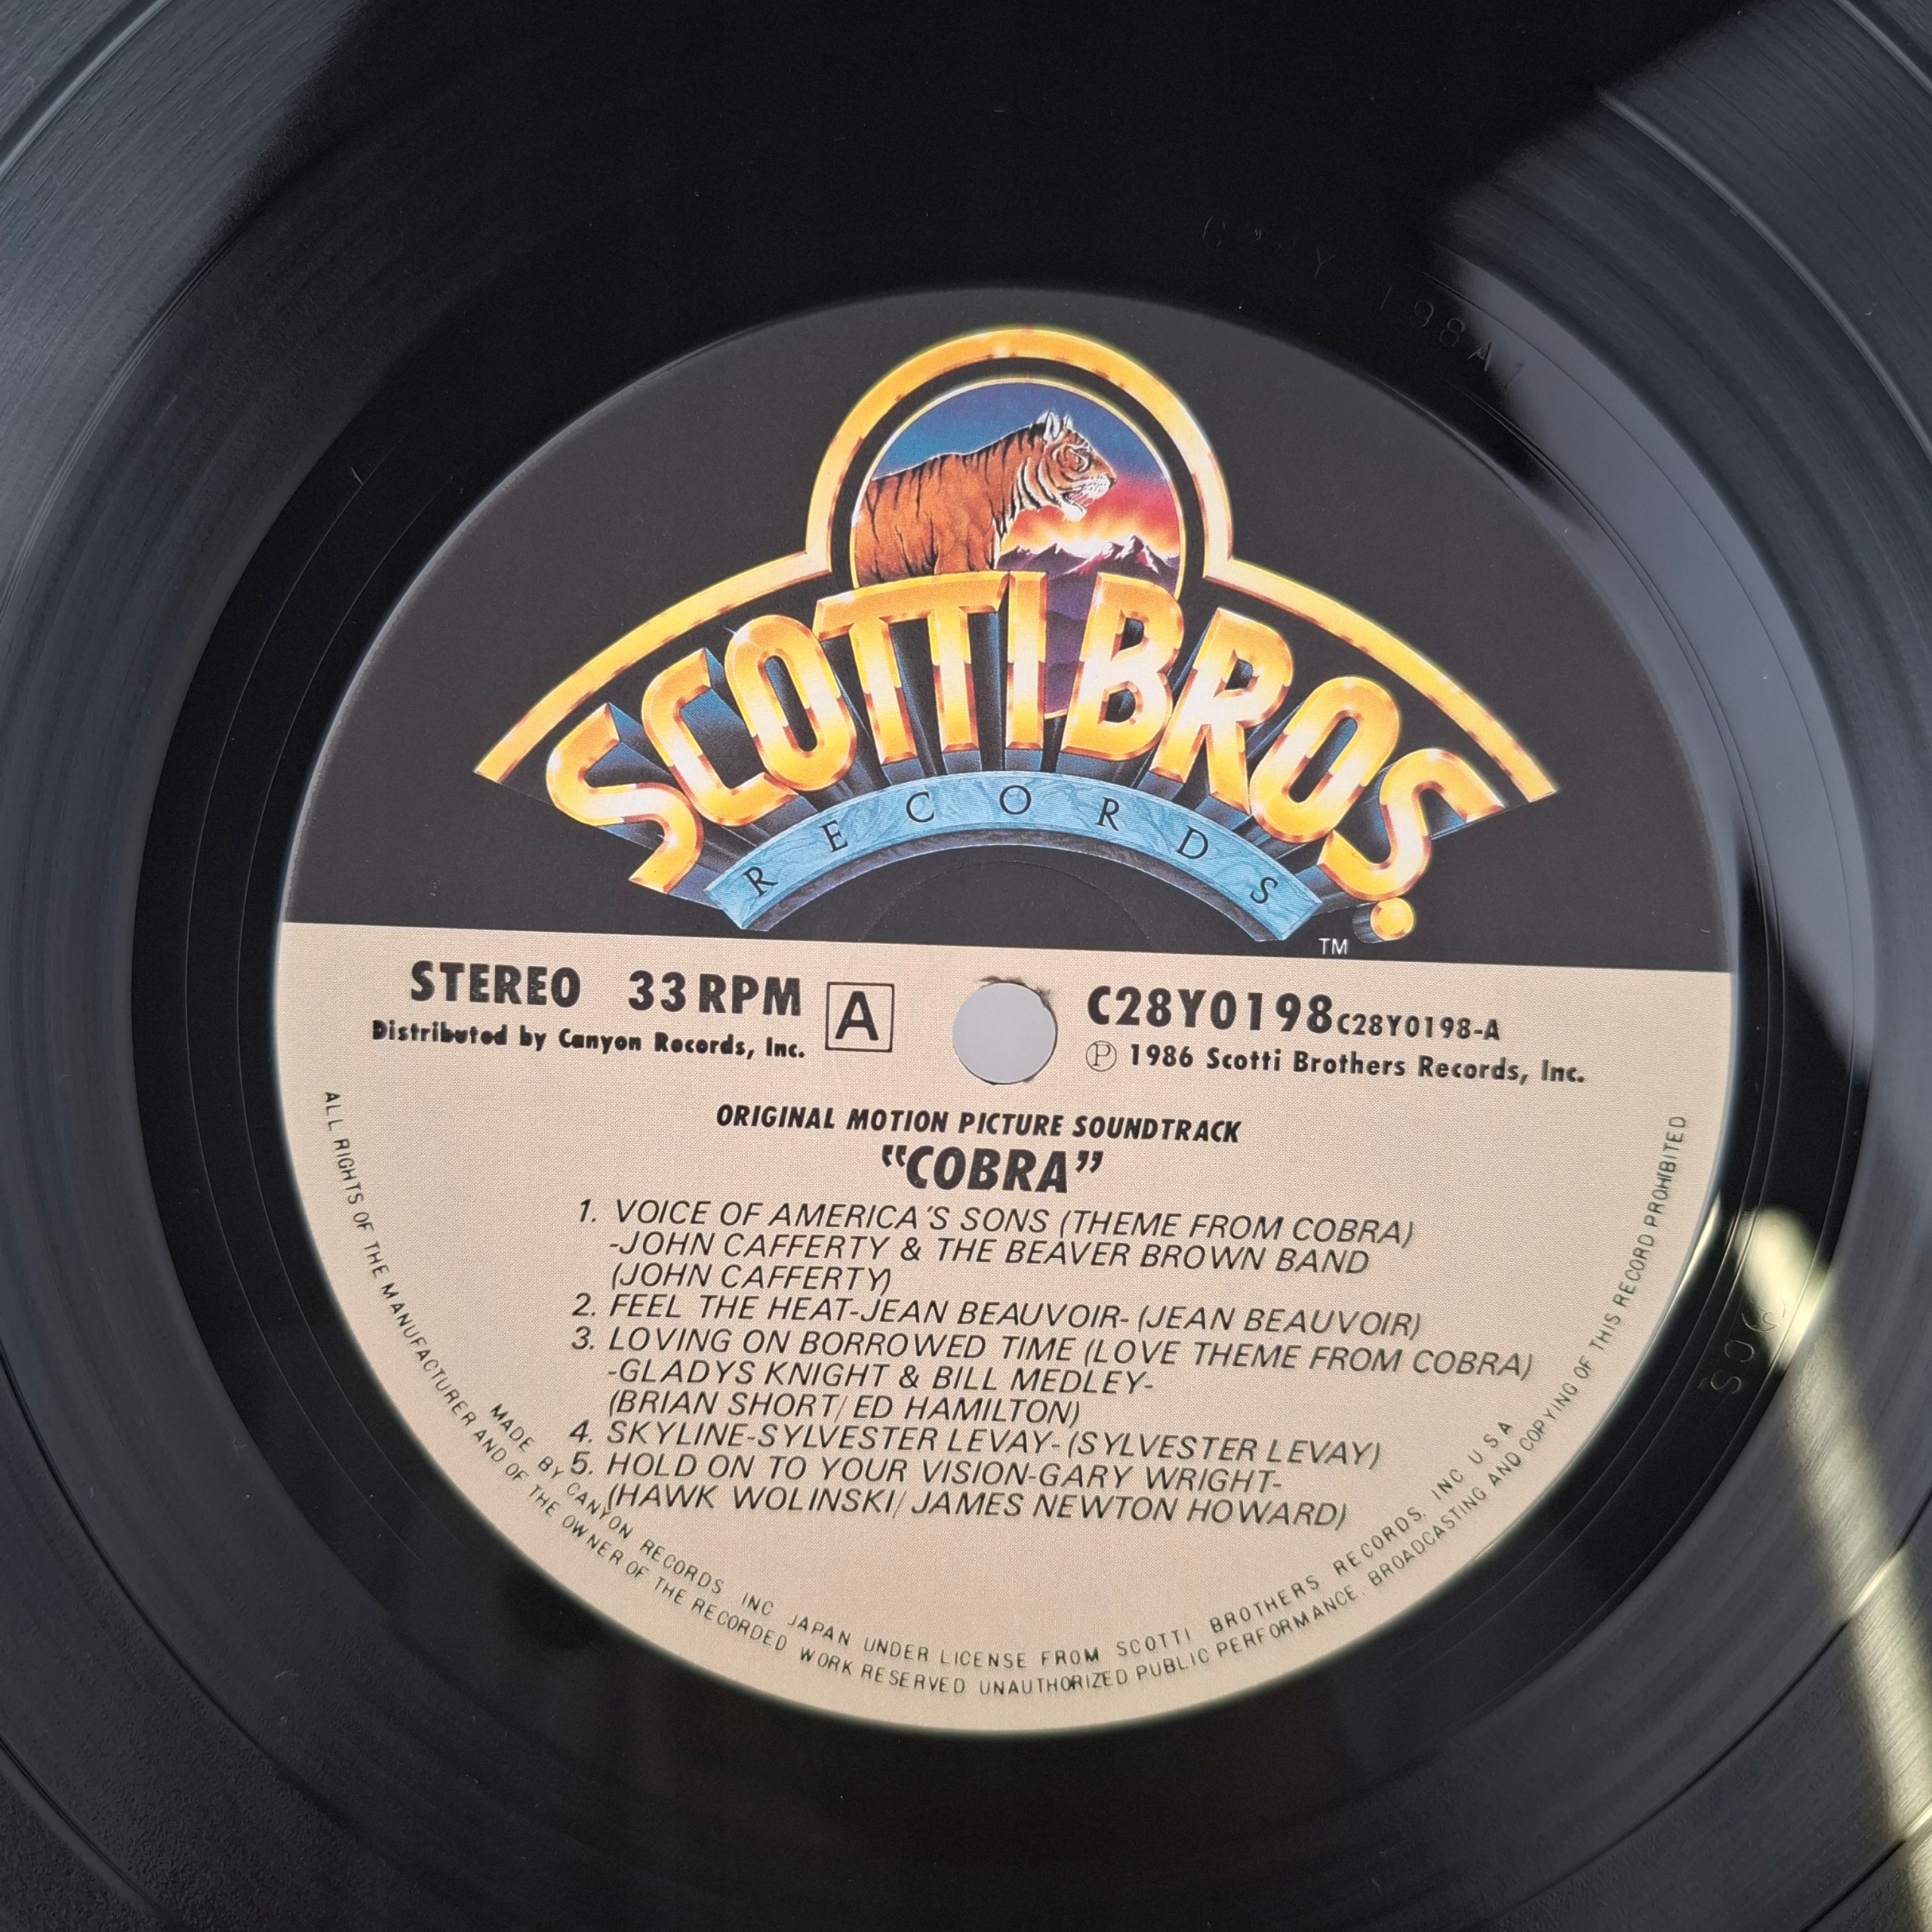 SCOTTI BROS.
RECORDS
TM
STEREO 33 RPM A C28Y0198 C28Y0198-A
Distributed by Canyon Records, Inc. Ⓟ 1986 Scotti Brothers Records, Inc.
ORIGINAL MOTION PICTURE SOUNDTRACK
"COBRA"
1. VOICE OF AMERICA'S SONS (THEME FROM COBRA)
-JOHN CAFFERTY & THE BEAVER BROWN BAND
(JOHN CAFFERTY)
2. FEEL THE HEAT-JEAN BEAUVOIR- (JEAN BEAUVOIR)
3. LOVING ON BORROWED TIME (LOVE THEME FROM COBRA)
-GLADYS KNIGHT & BILL MEDLEY-
(BRIAN SHORT/ED HAMILTON)
4. SKYLINE-SYLVESTER LEVAY- (SYLVESTER LEVAY)
5. HOLD ON TO YOUR VISION-GARY WRIGHT-
(HAWK WOLINSKI/JAMES NEWTON HOWARD)
MADE BY CANYON RECORDS INC JAPAN UNDER LICENSE FROM SCOTTI BROTHERS RECORDS, INC U S A
ALL RIGHTS OF THE MANUFACTURER AND OF THE OWNER OF THE RECORDED WORK RESERVED UNAUTHORIZED PUBLIC PERFORMANCE. BROADCASTING AND COPYING OF THIS RECORD PROHIBITED